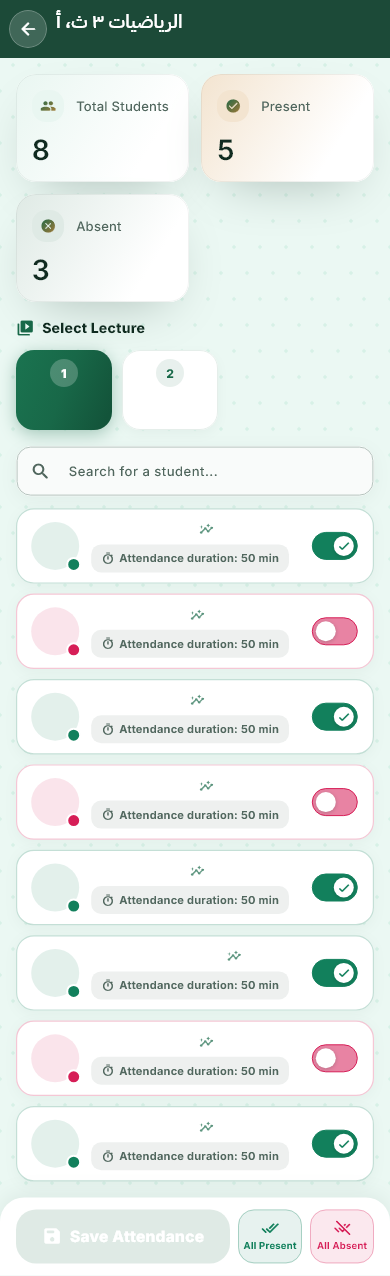 الرياضيات ٣ ث، أ
Total Students
8
Present
5
Absent
3
Select Lecture
1
2
Search for a student...
Attendance duration: 50 min
Attendance duration: 50 min
Attendance duration: 50 min
Attendance duration: 50 min
Attendance duration: 50 min
Attendance duration: 50 min
Attendance duration: 50 min
Attendance duration: 50 min
Save Attendance
All Present
All Absent